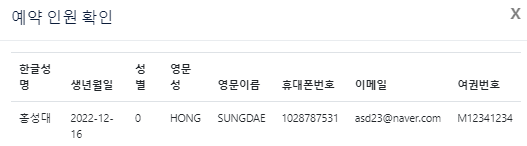 예약 인원 확인 X
한글성명 생년월일 성별 영문성 영문이름 휴대폰번호 이메일 여권번호
홍성대 2022-12-16 0 HONG SUNGDAE 1028787531 asd23@naver.com M12341234